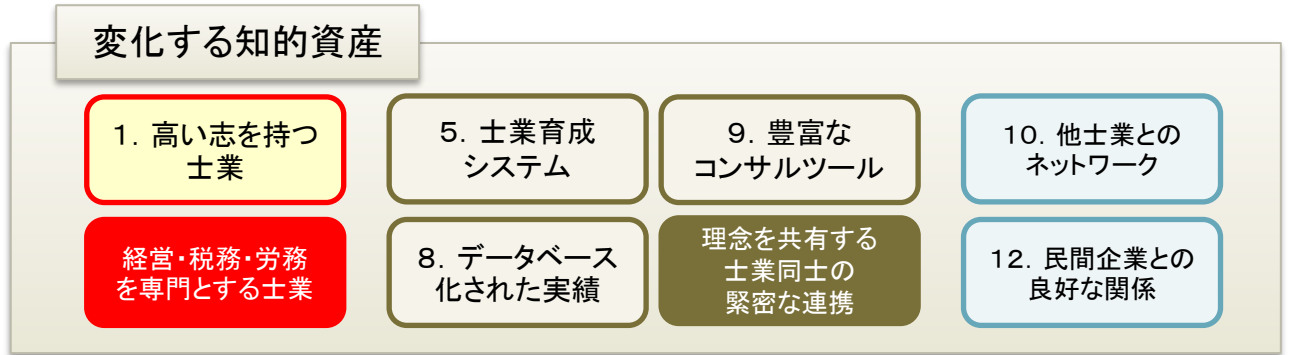 変化する知的資産
1．高い志を持つ
士業
5．士業育成
システム
9．豊富な
コンサルツール
10．他士業との
ネットワーク
経営・税務・労務
を専門とする士業
8．データベース
化された実績
理念を共有する
士業同士の
緊密な連携
12．民間企業との
良好な関係